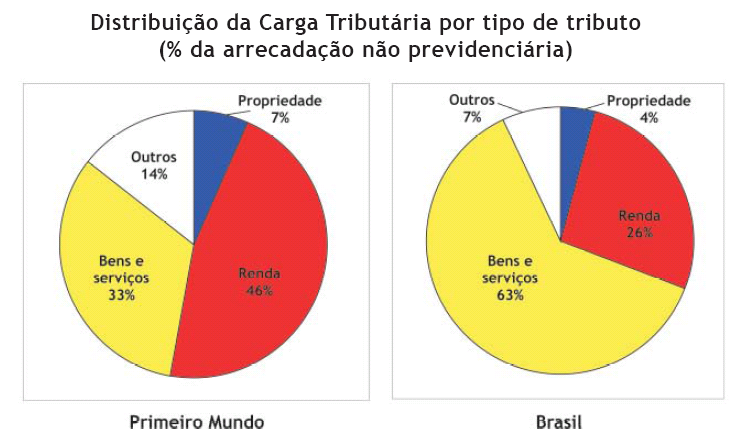 Distribuição da Carga Tributária por tipo de tributo
(% da arrecadação não previdenciária)
Propriedade
7%
Outros
14%
Bens e
serviços
33%
Renda
46%
Primeiro Mundo
Outros
7%
Propriedade
4%
Renda
26%
Bens e
serviços
63%
Brasil